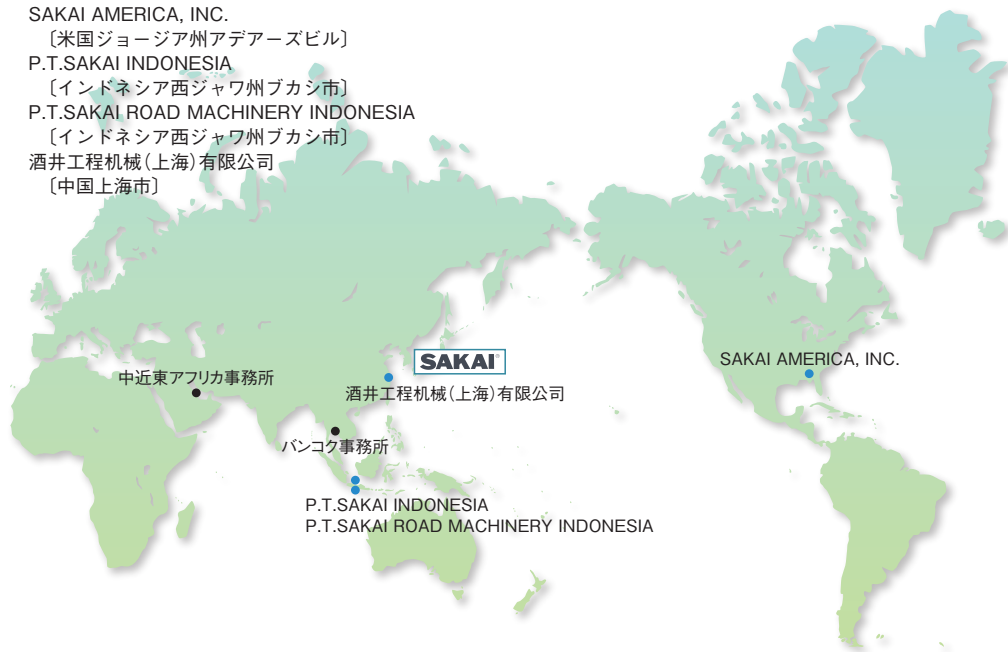 SAKAI AMERICA, INC.
〔米国ジョージア州アデアーズビル〕
P.T.SAKAI INDONESIA
〔インドネシア西ジャワ州ブカシ市〕
P.T.SAKAI ROAD MACHINERY INDONESIA
〔インドネシア西ジャワ州ブカシ市〕
酒井工程机械(上海)有限公司
〔中国上海市〕
SAKAI
SAKAI AMERICA, INC.
中近東アフリカ事務所
酒井工程机械(上海)有限公司
バンコク事務所
P.T.SAKAI INDONESIA
P.T.SAKAI ROAD MACHINERY INDONESIA